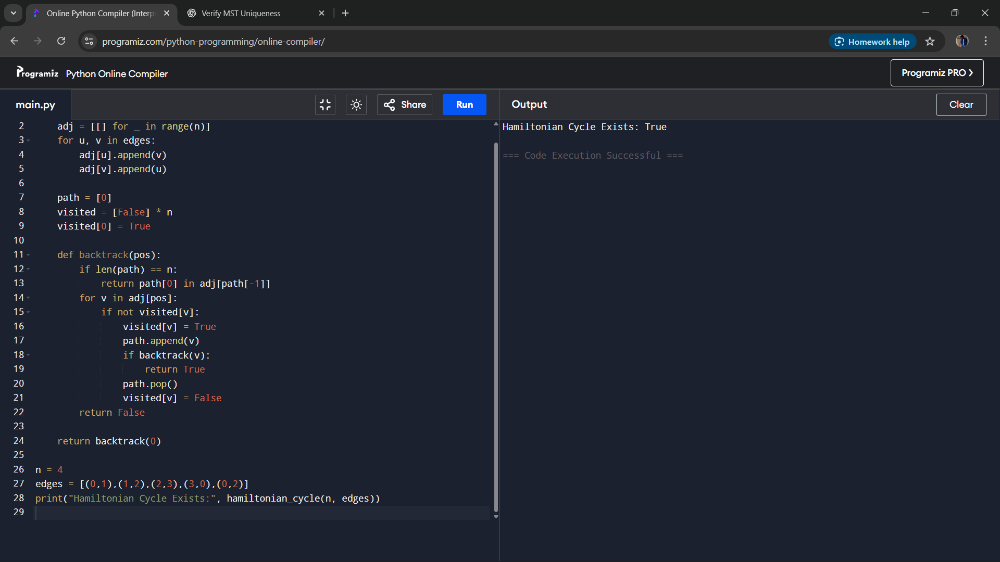 Online Python Compiler (Interp
Verify MST Uniqueness
programiz.com/python-programming/online-compiler/
Homework help
Programiz
Python Online Compiler
Programiz PRO
main.py
Share
Run
Output
Clear
2 adj = [[] for _ in range(n)]
3 for u, v in edges:
4 adj[u].append(v)
5 adj[v].append(u)
6
7 path = [0]
8 visited = [False] * n
9 visited[0] = True
10
11 def backtrack(pos):
12 if len(path) == n:
13 return path[0] in adj[path[-1]]
14 for v in adj[pos]:
15 if not visited[v]:
16 visited[v] = True
17 path.append(v)
18 if backtrack(v):
19 return True
20 path.pop()
21 visited[v] = False
22 return False
23
24 return backtrack(0)
25
26 n = 4
27 edges = [(0,1),(1,2),(2,3),(3,0),(0,2)]
28 print("Hamiltonian Cycle Exists:", hamiltonian_cycle(n, edges))
29
Hamiltonian Cycle Exists: True
=== Code Execution Successful ===